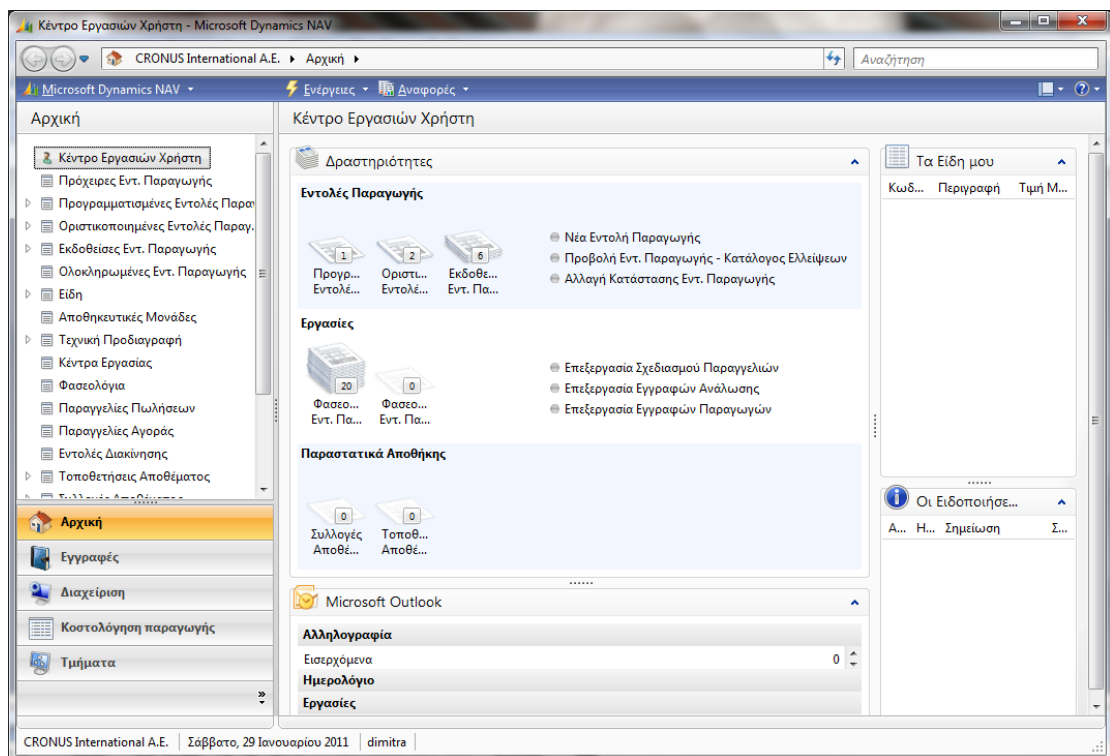 Κέντρο Εργασιών Χρήστη - Microsoft Dynamics NAV
CRONUS International A.E. Αρχική
Αναζήτηση
Microsoft Dynamics NAV
Ενέργειες Αναφορές
Αρχική
Κέντρο Εργασιών Χρήστη
Πρόχειρες Εντ. Παραγωγής
Προγραμματισμένες Εντολές Παρα
Οριστικοποιημένες Εντολές Παραγ.
Εκδοθείσες Εντ. Παραγωγής
Ολοκληρωμένες Εντ. Παραγωγής
Είδη
Αποθηκευτικές Μονάδες
Τεχνική Προδιαγραφή
Κέντρα Εργασίας
Φασεολόγια
Παραγγελίες Πωλήσεων
Παραγγελίες Αγοράς
Εντολές Διακίνησης
Τοποθετήσεις Αποθέματος
Αρχική
Εγγραφές
Διαχείριση
Κοστολόγηση παραγωγής
Τμήματα
Κέντρο Εργασιών Χρήστη
Δραστηριότητες
Εντολές Παραγωγής
1 2 6
Προγρ... Οριστι... Εκδοθε...
Εντολέ... Εντολέ... Εντ. Πα...
Νέα Εντολή Παραγωγής
Προβολή Εντ. Παραγωγής - Κατάλογος Ελλείψεων
Αλλαγή Κατάστασης Εντ. Παραγωγής
Εργασίες
20 0
Φασεο... Φασεο...
Εντ. Πα... Εντ. Πα...
Επεξεργασία Σχεδιασμού Παραγγελιών
Επεξεργασία Εγγραφών Ανάλωσης
Επεξεργασία Εγγραφών Παραγωγών
Παραστατικά Αποθήκης
0 0
Συλλογές Τοποθ...
Αποθέ... Αποθέ...
Microsoft Outlook
Αλληλογραφία
Εισερχόμενα 0
Ημερολόγιο
Εργασίες
Τα Είδη μου
Κωδ... Περιγραφή Τιμή Μ...
Οι Ειδοποιήσε...
Α... Η... Σημείωση Σ...
CRONUS International A.E. Σάββατο, 29 Ιανουαρίου 2011 dimitra